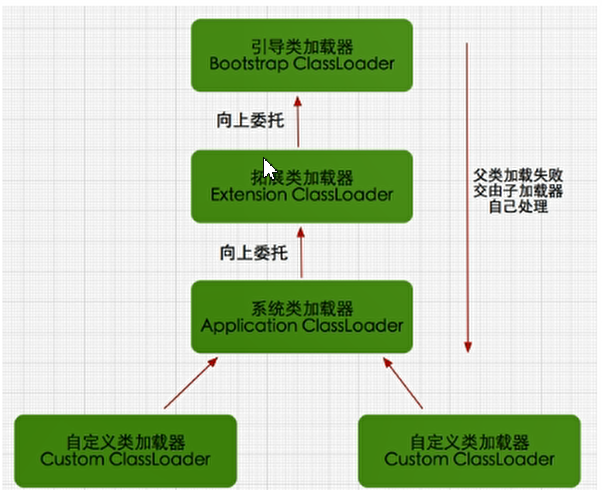 引导类加载器
Bootstrap ClassLoader
向上委托
拓展类加载器
Extension ClassLoader
父类加载失败
交由子加载器
自己处理
向上委托
系统类加载器
Application ClassLoader
自定义类加载器
Custom ClassLoader
自定义类加载器
Custom ClassLoader